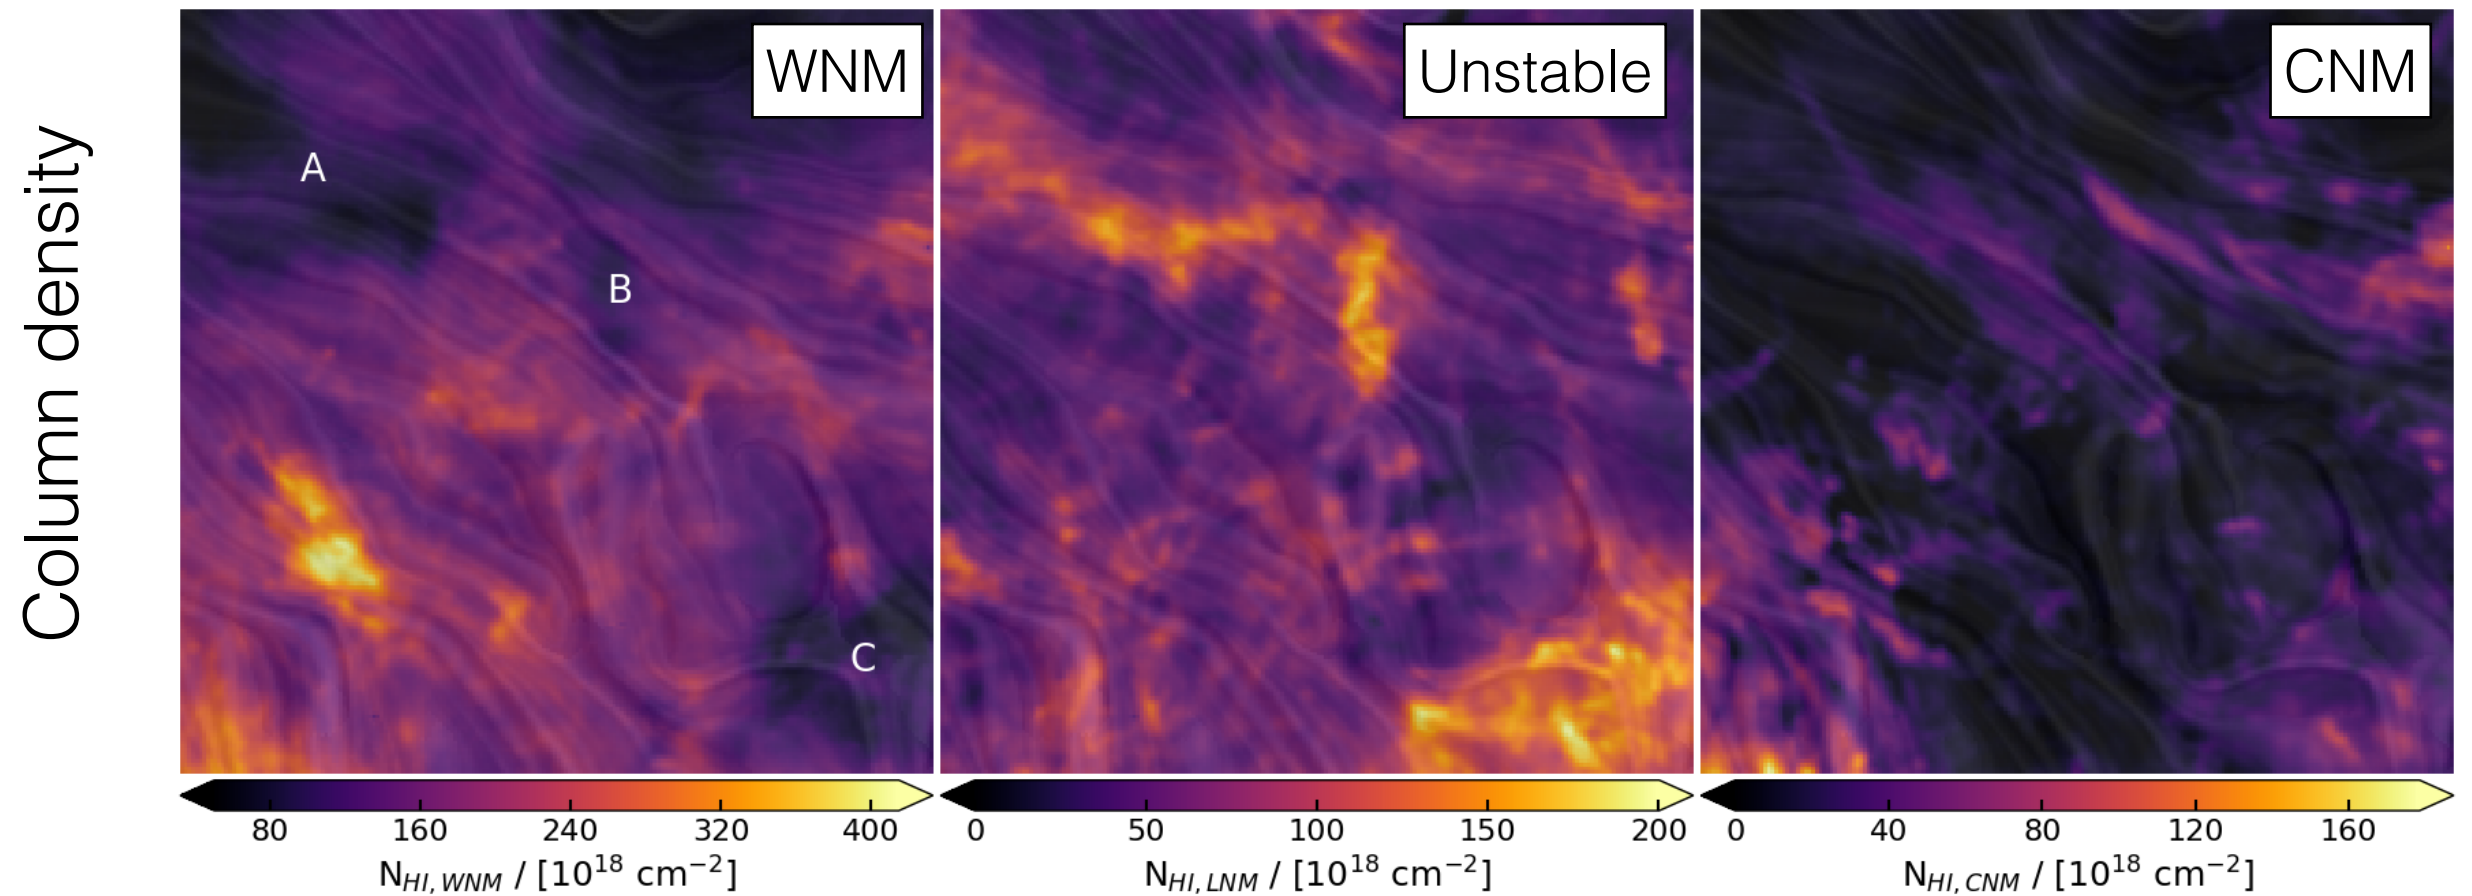 Column density
WNM
Unstable
CNM
A
B
C
80 160 240 320 400
0 50 100 150 200
0 40 80 120 160
N_{HI, WNM} / [10^{18} cm^{−2}]
N_{HI, LNM} / [10^{18} cm^{−2}]
N_{HI, CNM} / [10^{18} cm^{−2}]